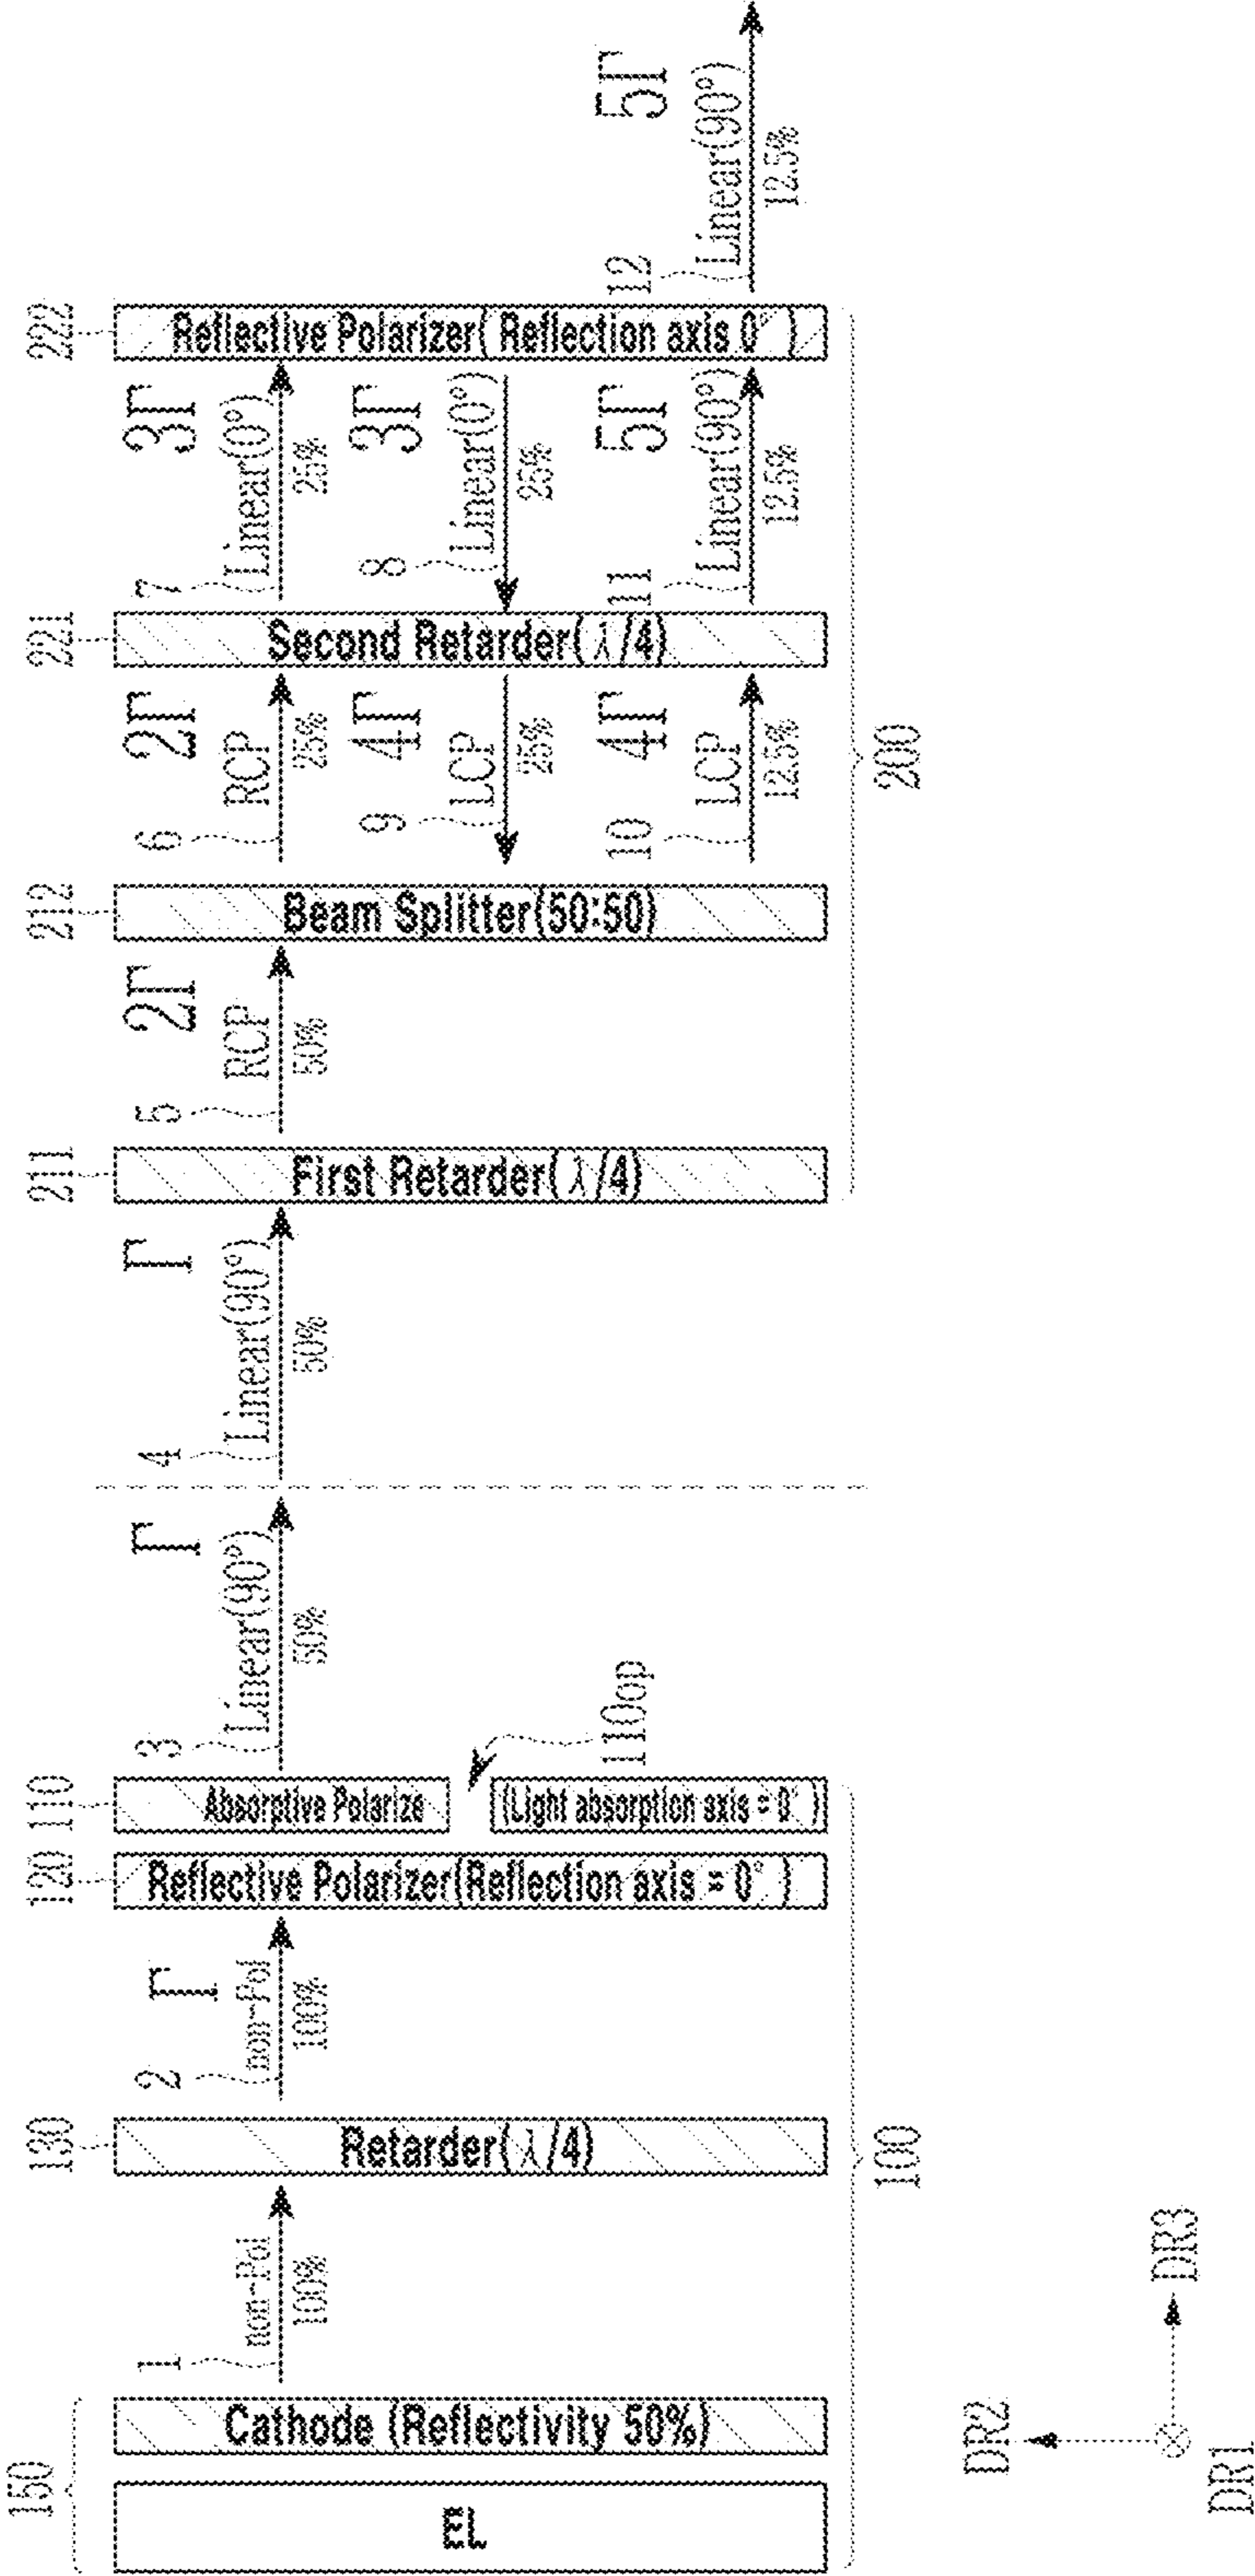 150
EL
Cathode (Reflectivity 50%)
1
non-Pol
100%
130
Retarder(λ/4)
2
Γ
non-Pol
100%
120
Reflective Polarizer(Reflection axis = 0°)
110
Absorptive Polarize
(Light absorption axis = 0°)
110op
3
Γ
Linear(90°)
50%
100
4
Γ
Linear(90°)
50%
211
First Retarder(λ/4)
5
2Γ
RCP
50%
212
Beam Splitter(50:50)
6
2Γ
RCP
25%
9
4Γ
LCP
25%
10
4Γ
LCP
12.5%
221
Second Retarder(λ/4)
7
3Γ
Linear(0°)
25%
8
3Γ
Linear(0°)
25%
11
5Γ
Linear(90°)
12.5%
222
Reflective Polarizer( Reflection axis 0° )
12
5Γ
Linear(90°)
12.5%
200
DR2
DR3
DR1